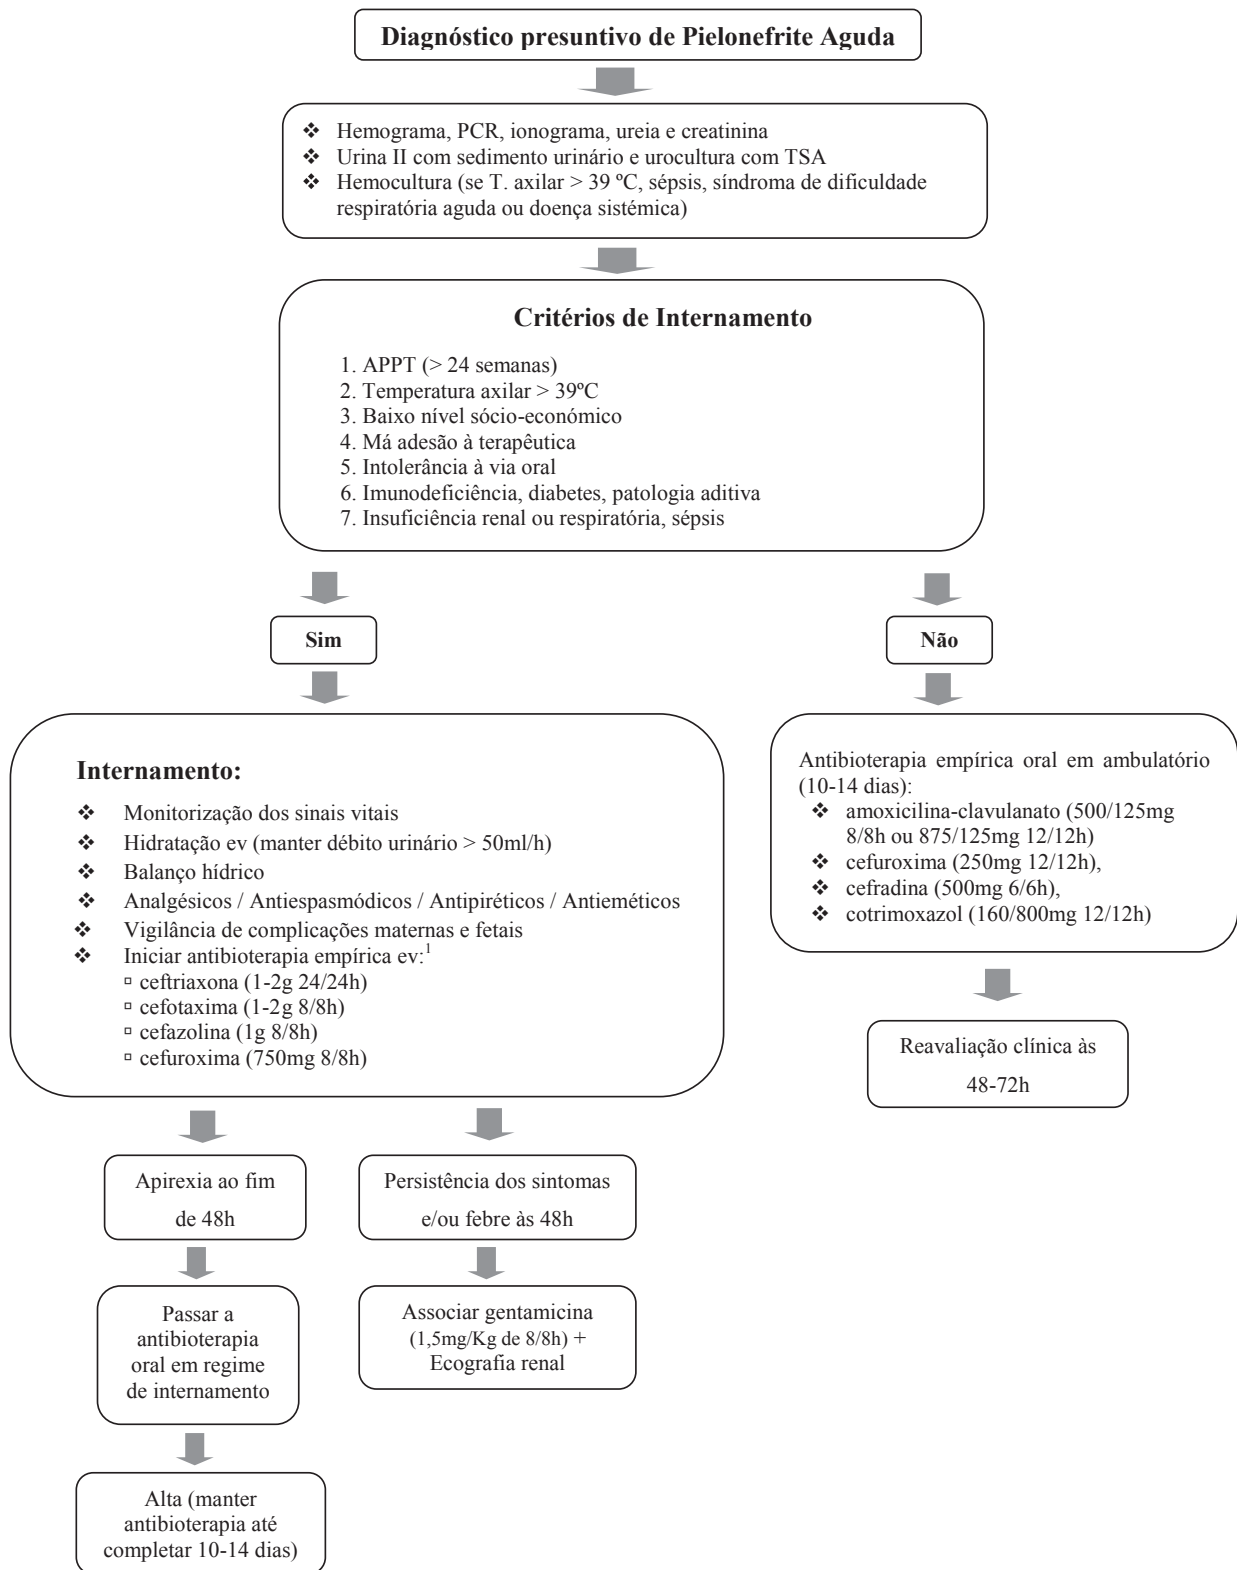 Diagnóstico presuntivo de Pielonefrite Aguda
❖ Hemograma, PCR, ionograma, ureia e creatinina
❖ Urina II com sedimento urinário e urocultura com TSA
❖ Hemocultura (se T. axilar > 39 ºC, sépsis, síndroma de dificuldade
respiratória aguda ou doença sistémica)
Critérios de Internamento
1. APPT (> 24 semanas)
2. Temperatura axilar > 39ºC
3. Baixo nível sócio-económico
4. Má adesão à terapêutica
5. Intolerância à via oral
6. Imunodeficiência, diabetes, patologia aditiva
7. Insuficiência renal ou respiratória, sépsis
Sim
Não
Internamento:
❖ Monitorização dos sinais vitais
❖ Hidratação ev (manter débito urinário > 50ml/h)
❖ Balanço hídrico
❖ Analgésicos / Antiespasmódicos / Antipiréticos / Antieméticos
❖ Vigilância de complicações maternas e fetais
❖ Iniciar antibioterapia empírica ev:¹
▫ ceftriaxona (1-2g 24/24h)
▫ cefotaxima (1-2g 8/8h)
▫ cefazolina (1g 8/8h)
▫ cefuroxima (750mg 8/8h)
Antibioterapia empírica oral em ambulatório
(10-14 dias):
❖ amoxicilina-clavulanato (500/125mg
8/8h ou 875/125mg 12/12h)
❖ cefuroxima (250mg 12/12h),
❖ cefradina (500mg 6/6h),
❖ cotrimoxazol (160/800mg 12/12h)
Reavaliação clínica às
48-72h
Apirexia ao fim
de 48h
Persistência dos sintomas
e/ou febre às 48h
Passar a
antibioterapia
oral em regime
de internamento
Associar gentamicina
(1,5mg/Kg de 8/8h) +
Ecografia renal
Alta (manter
antibioterapia até
completar 10-14 dias)